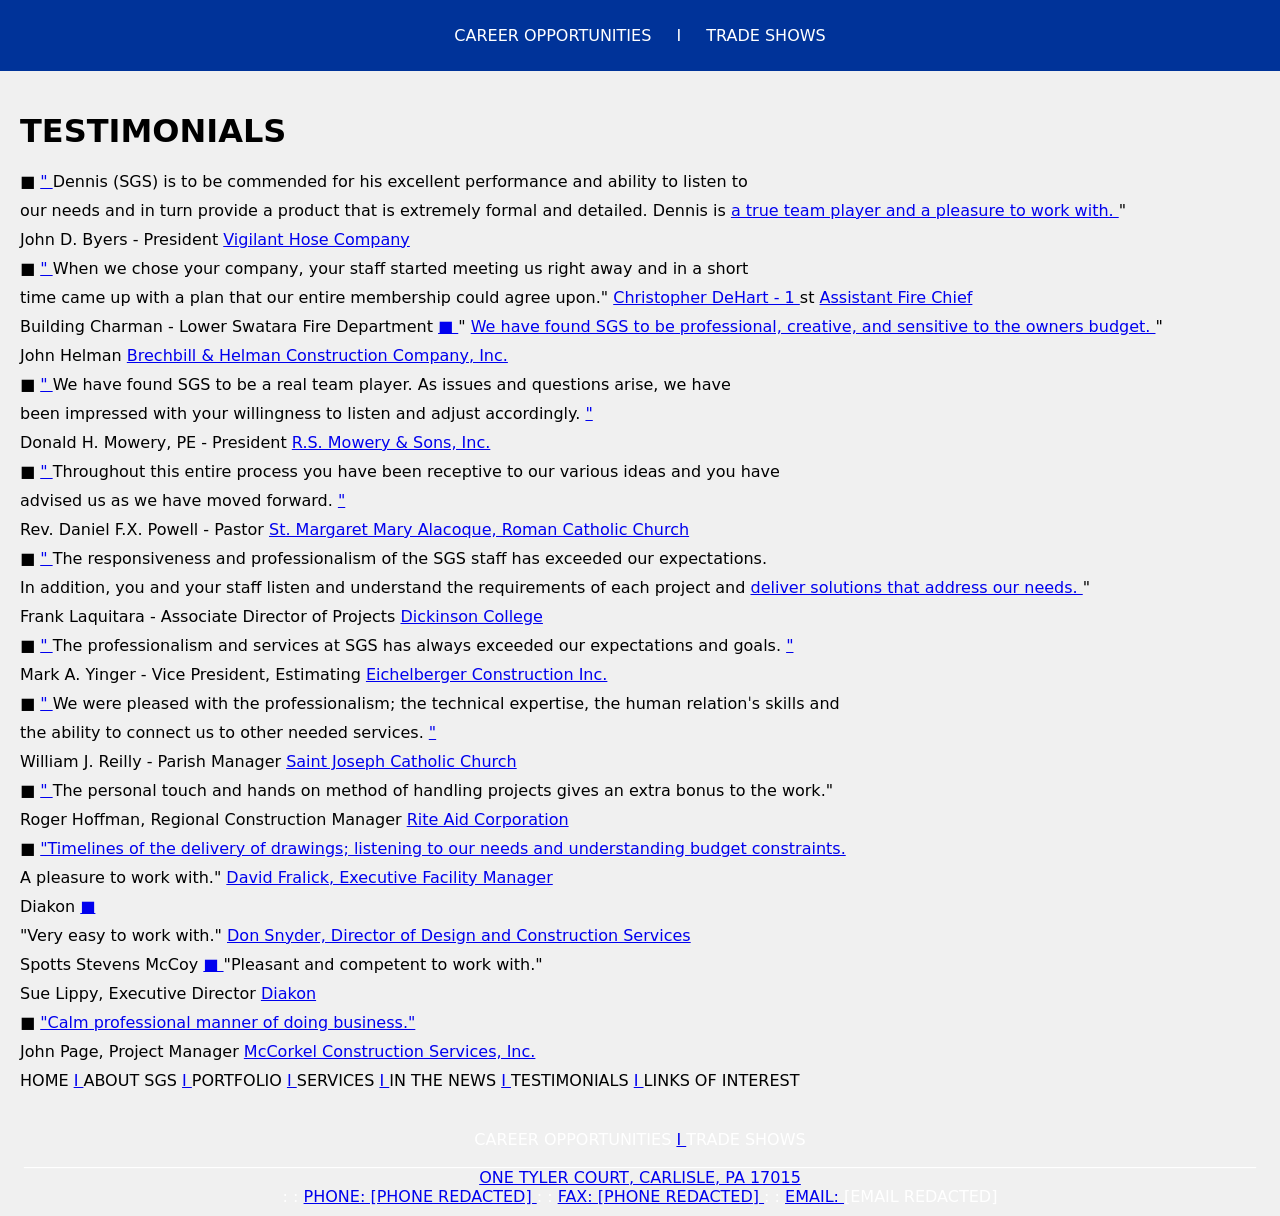 CAREER OPPORTUNITIES I TRADE SHOWS
TESTIMONIALS
■ " Dennis (SGS) is to be commended for his excellent performance and ability to listen to
our needs and in turn provide a product that is extremely formal and detailed. Dennis is a true team player and a pleasure to work with. "
John D. Byers - President Vigilant Hose Company
■ " When we chose your company, your staff started meeting us right away and in a short
time came up with a plan that our entire membership could agree upon." Christopher DeHart - 1 st Assistant Fire Chief
Building Charman - Lower Swatara Fire Department ■ " We have found SGS to be professional, creative, and sensitive to the owners budget. "
John Helman Brechbill & Helman Construction Company, Inc.
■ " We have found SGS to be a real team player. As issues and questions arise, we have
been impressed with your willingness to listen and adjust accordingly. "
Donald H. Mowery, PE - President R.S. Mowery & Sons, Inc.
■ " Throughout this entire process you have been receptive to our various ideas and you have
advised us as we have moved forward. "
Rev. Daniel F.X. Powell - Pastor St. Margaret Mary Alacoque, Roman Catholic Church
■ " The responsiveness and professionalism of the SGS staff has exceeded our expectations.
In addition, you and your staff listen and understand the requirements of each project and deliver solutions that address our needs. "
Frank Laquitara - Associate Director of Projects Dickinson College
■ " The professionalism and services at SGS has always exceeded our expectations and goals. "
Mark A. Yinger - Vice President, Estimating Eichelberger Construction Inc.
■ " We were pleased with the professionalism; the technical expertise, the human relation's skills and
the ability to connect us to other needed services. "
William J. Reilly - Parish Manager Saint Joseph Catholic Church
■ " The personal touch and hands on method of handling projects gives an extra bonus to the work."
Roger Hoffman, Regional Construction Manager Rite Aid Corporation
■ "Timelines of the delivery of drawings; listening to our needs and understanding budget constraints.
A pleasure to work with." David Fralick, Executive Facility Manager
Diakon ■
"Very easy to work with." Don Snyder, Director of Design and Construction Services
Spotts Stevens McCoy ■ "Pleasant and competent to work with."
Sue Lippy, Executive Director Diakon
■ "Calm professional manner of doing business."
John Page, Project Manager McCorkel Construction Services, Inc.
HOME I ABOUT SGS I PORTFOLIO I SERVICES I IN THE NEWS I TESTIMONIALS I LINKS OF INTEREST
CAREER OPPORTUNITIES I TRADE SHOWS
ONE TYLER COURT, CARLISLE, PA 17015
: : PHONE: [PHONE REDACTED] : : FAX: [PHONE REDACTED] : : EMAIL: [EMAIL REDACTED]